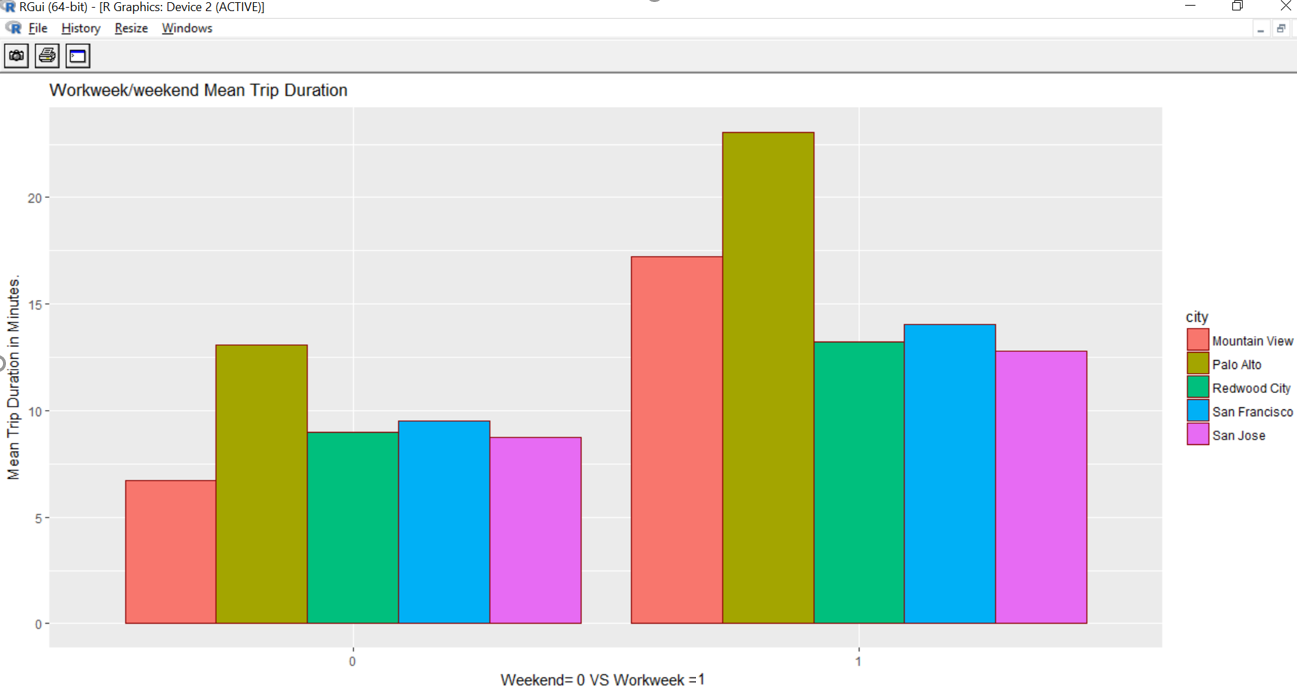 RGui (64-bit) - [R Graphics: Device 2 (ACTIVE)]
File History Resize Windows
Workweek/weekend Mean Trip Duration
Mean Trip Duration in Minutes.
20
15
10
5
0
0
1
Weekend= 0 VS Workweek =1
city
Mountain View
Palo Alto
Redwood City
San Francisco
San Jose